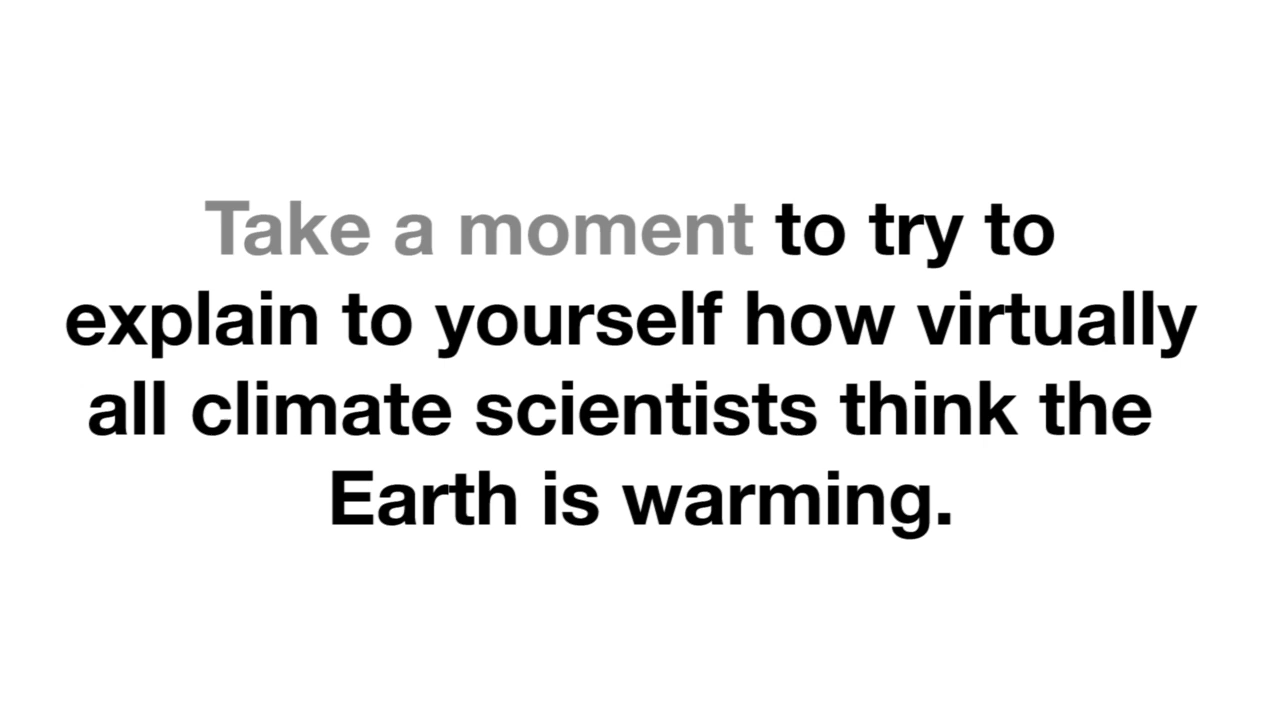 Take a moment to try to
explain to yourself how virtually
all climate scientists think the
Earth is warming.